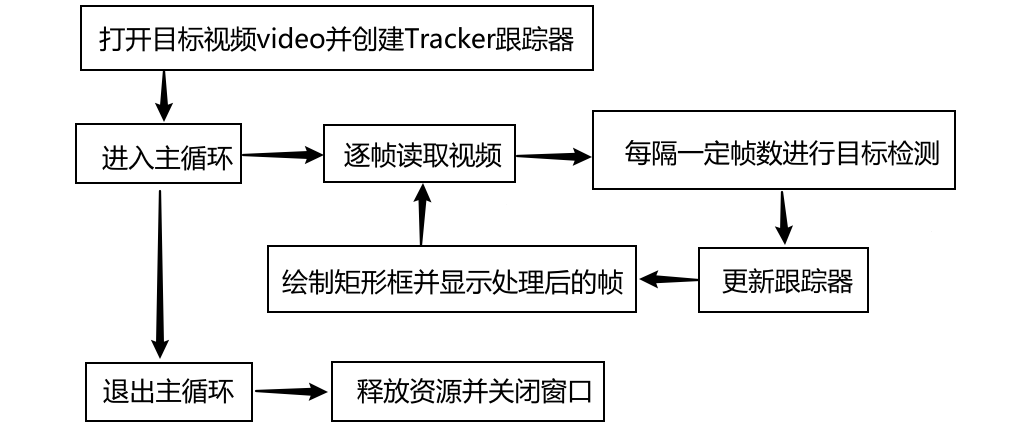 打开目标视频video并创建Tracker跟踪器
进入主循环
逐帧读取视频
每隔一定帧数进行目标检测
绘制矩形框并显示处理后的帧
更新跟踪器
退出主循环
释放资源并关闭窗口